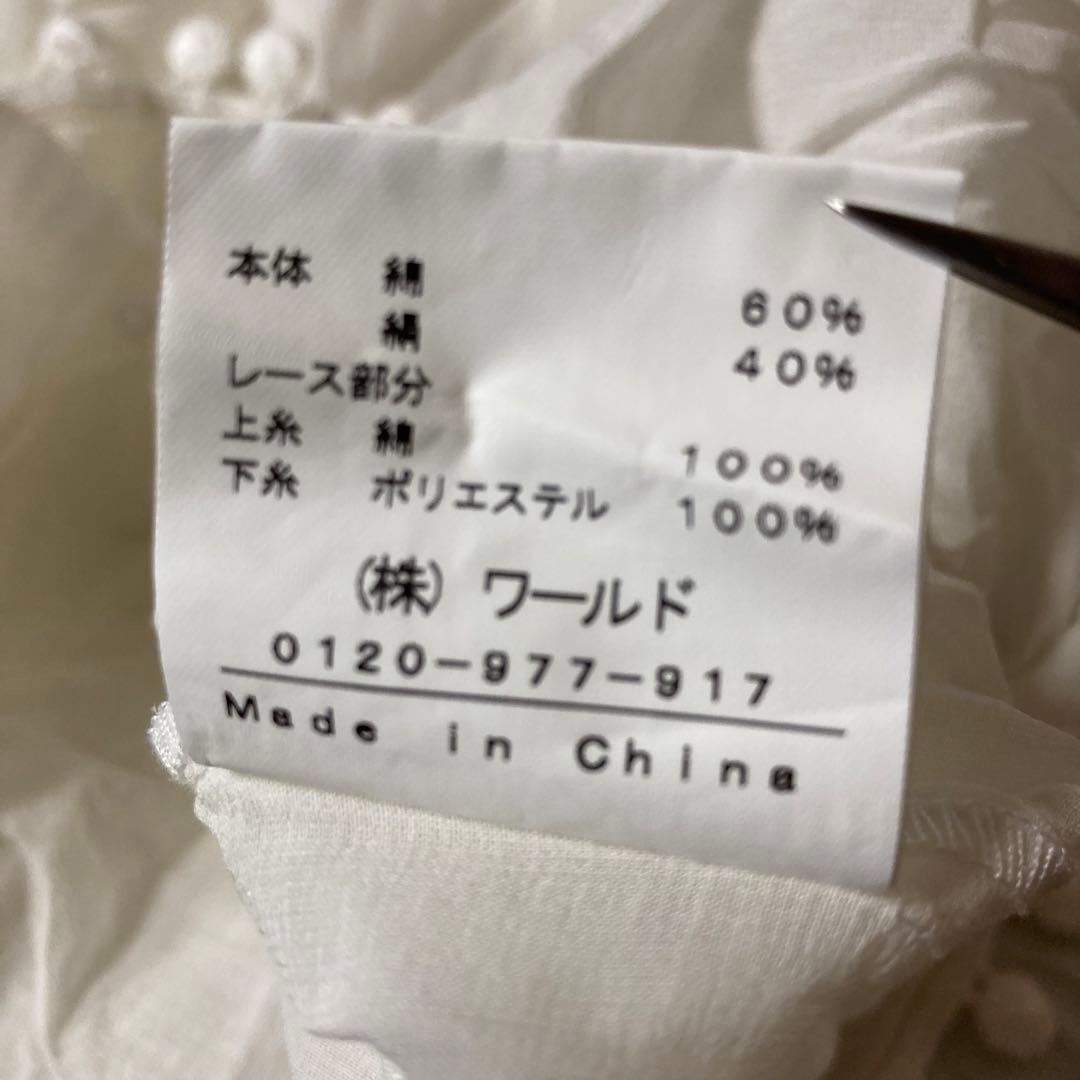 本体 綿 60%
絹 40%
レース部分
上糸 綿 100%
下糸 ポリエステル 100%
(株) ワールド
0120-977-917
Made in China